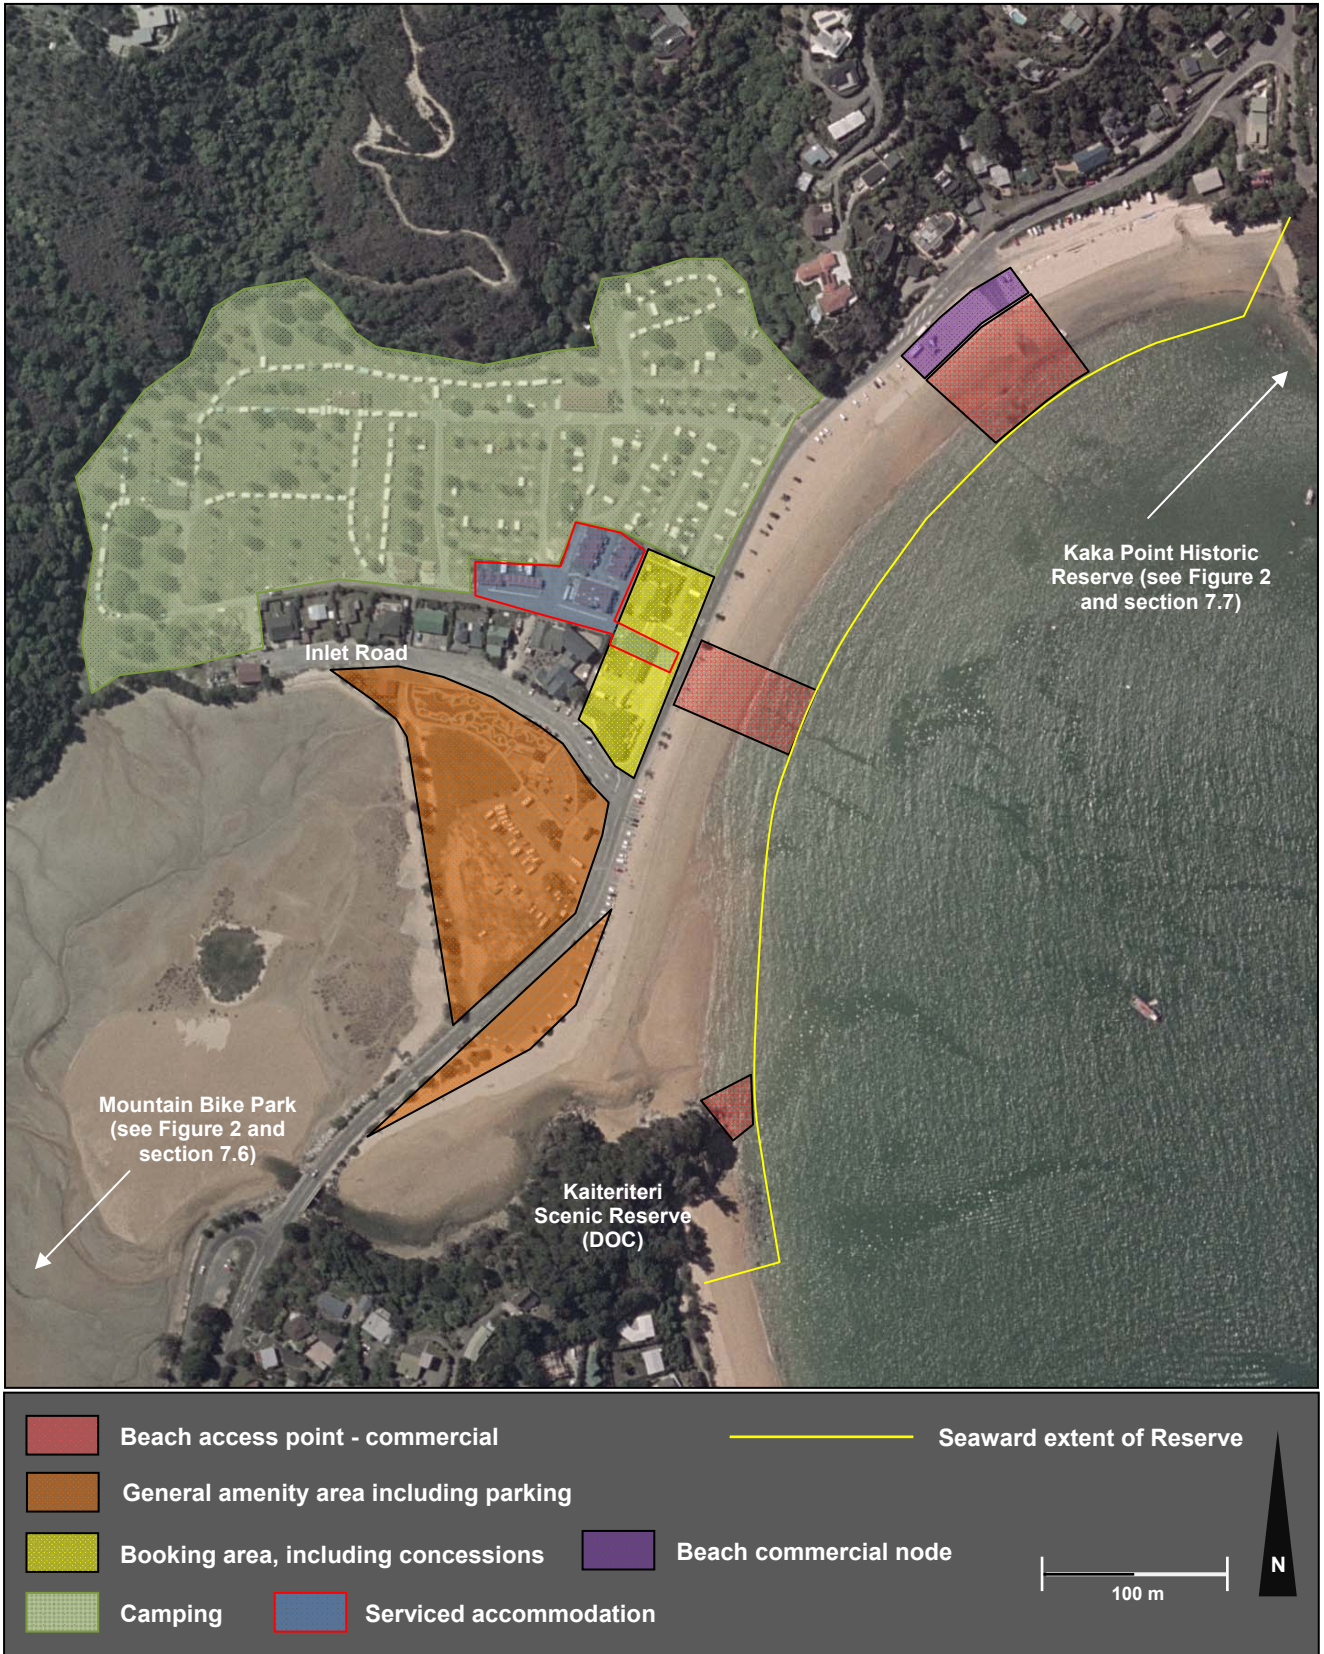 Kaka Point Historic
Reserve (see Figure 2
and section 7.7)
Inlet Road
Mountain Bike Park
(see Figure 2 and
section 7.6)
Kaiteriteri
Scenic Reserve
(DOC)
Beach access point - commercial
Seaward extent of Reserve
General amenity area including parking
Booking area, including concessions
Beach commercial node
N
100 m
Camping
Serviced accommodation